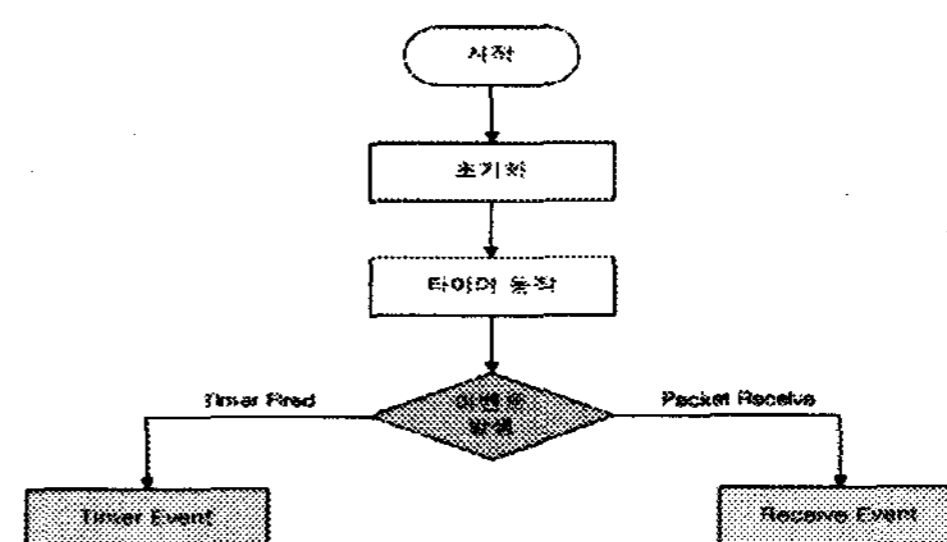 시작
초기화
타이머 동작
이벤트
발생
Timer Fired
Packet Receive
Timer Event
Receive Event